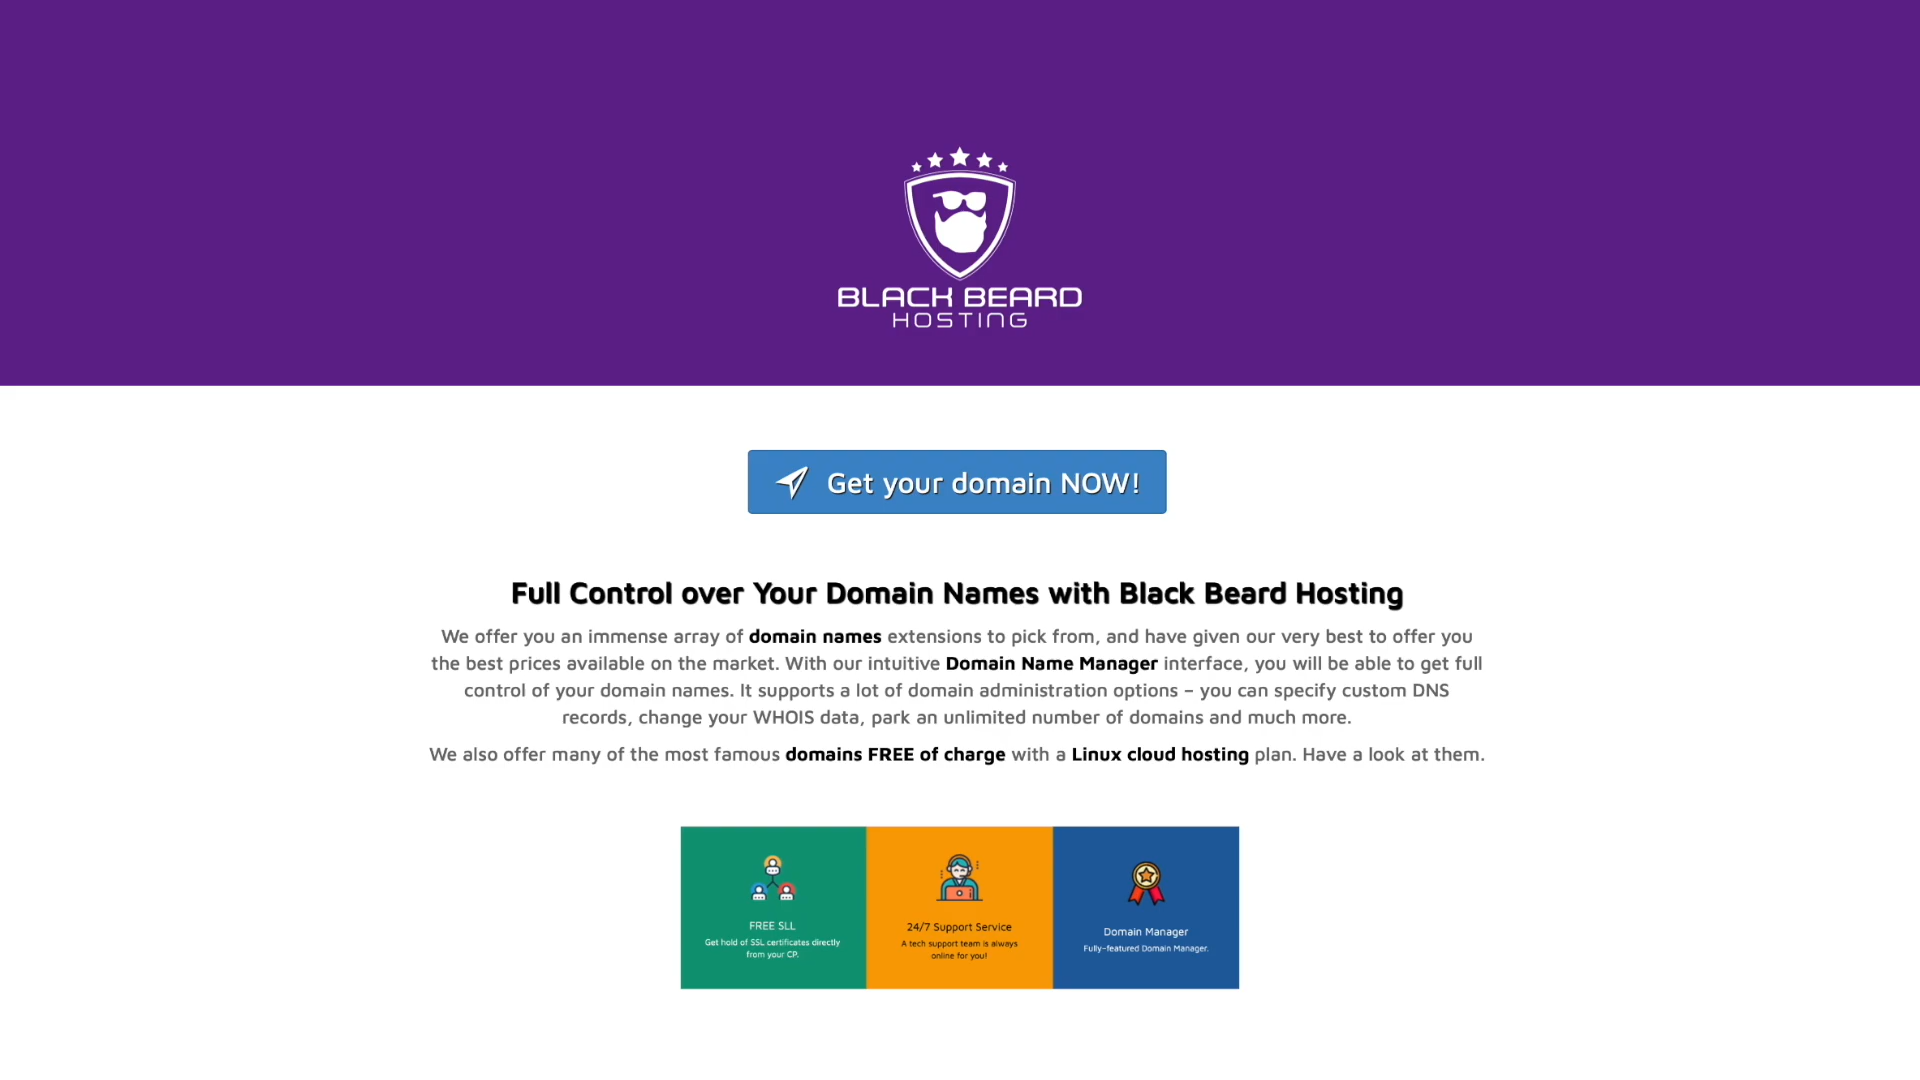 BLACK BEARD
HOSTING
Get your domain NOW!
Full Control over Your Domain Names with Black Beard Hosting
We offer you an immense array of domain names extensions to pick from, and have given our very best to offer you
the best prices available on the market. With our intuitive Domain Name Manager interface, you will be able to get full
control of your domain names. It supports a lot of domain administration options – you can specify custom DNS
records, change your WHOIS data, park an unlimited number of domains and much more.
We also offer many of the most famous domains FREE of charge with a Linux cloud hosting plan. Have a look at them.
FREE SLL
Get hold of SSL certificates directly
from your CP.
24/7 Support Service
A tech support team is always
online for you!
Domain Manager
Fully-featured Domain Manager.